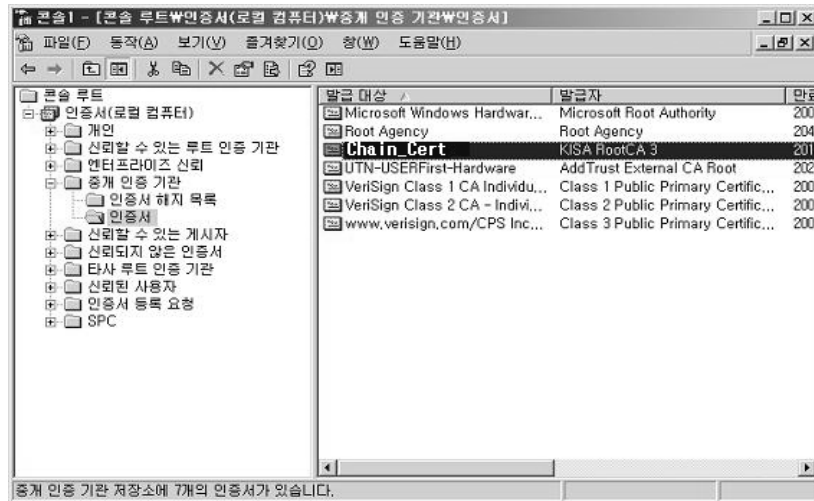 콘솔1 - [콘솔 루트₩인증서(로컬 컴퓨터)₩중개 인증 기관₩인증서]
파일(F) 동작(A) 보기(V) 즐겨찾기(O) 창(W) 도움말(H)
콘솔 루트
인증서(로컬 컴퓨터)
개인
신뢰할 수 있는 루트 인증 기관
엔터프라이즈 신뢰
중개 인증 기관
인증서 해지 목록
인증서
신뢰할 수 있는 게시자
신뢰되지 않은 인증서
타사 루트 인증 기관
신뢰된 사용자
인증서 등록 요청
SPC
발급 대상 발급자 만료
Microsoft Windows Hardwar... Microsoft Root Authority 200
Root Agency Root Agency 204
Chain_Cert KISA RootCA 3 201
UTN-USERFirst-Hardware AddTrust External CA Root 202
VeriSign Class 1 CA Individu... Class 1 Public Primary Certific... 200
VeriSign Class 2 CA - Indivi... Class 2 Public Primary Certific... 200
www.verisign.com/CPS Inc... Class 3 Public Primary Certific... 200
중개 인증 기관 저장소에 7개의 인증서가 있습니다.